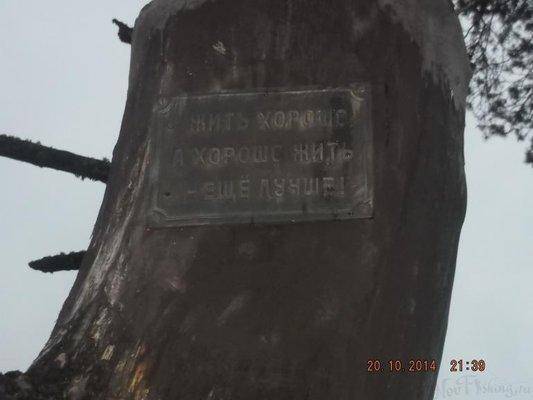 ЖИТЬ ХОРОШО
А ХОРОШО ЖИТЬ
- ЕЩЁ ЛУЧШЕ!
20.10.2014 21:39